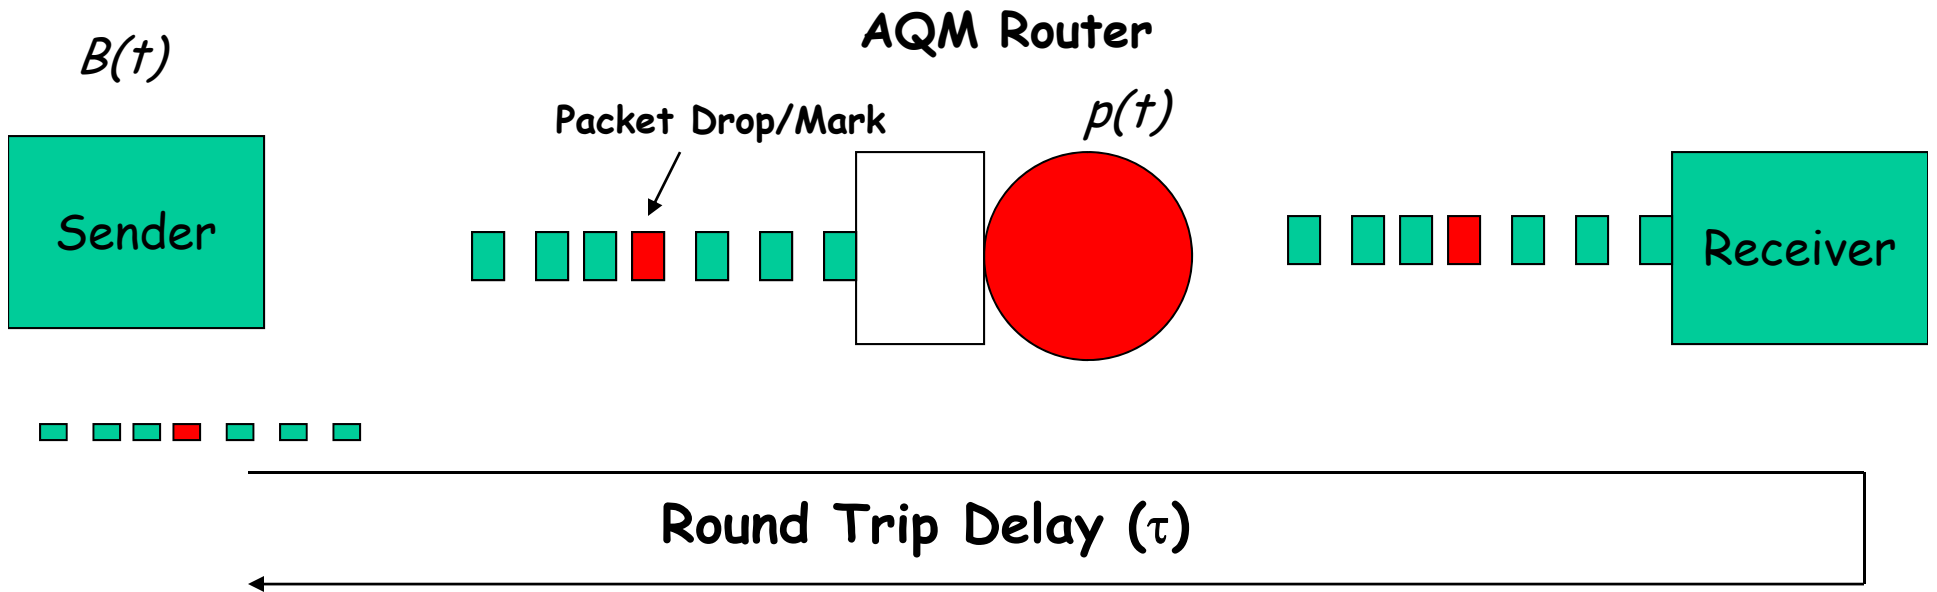 AQM Router
B(t)
Packet Drop/Mark
p(t)
Sender
Receiver
Round Trip Delay (τ)